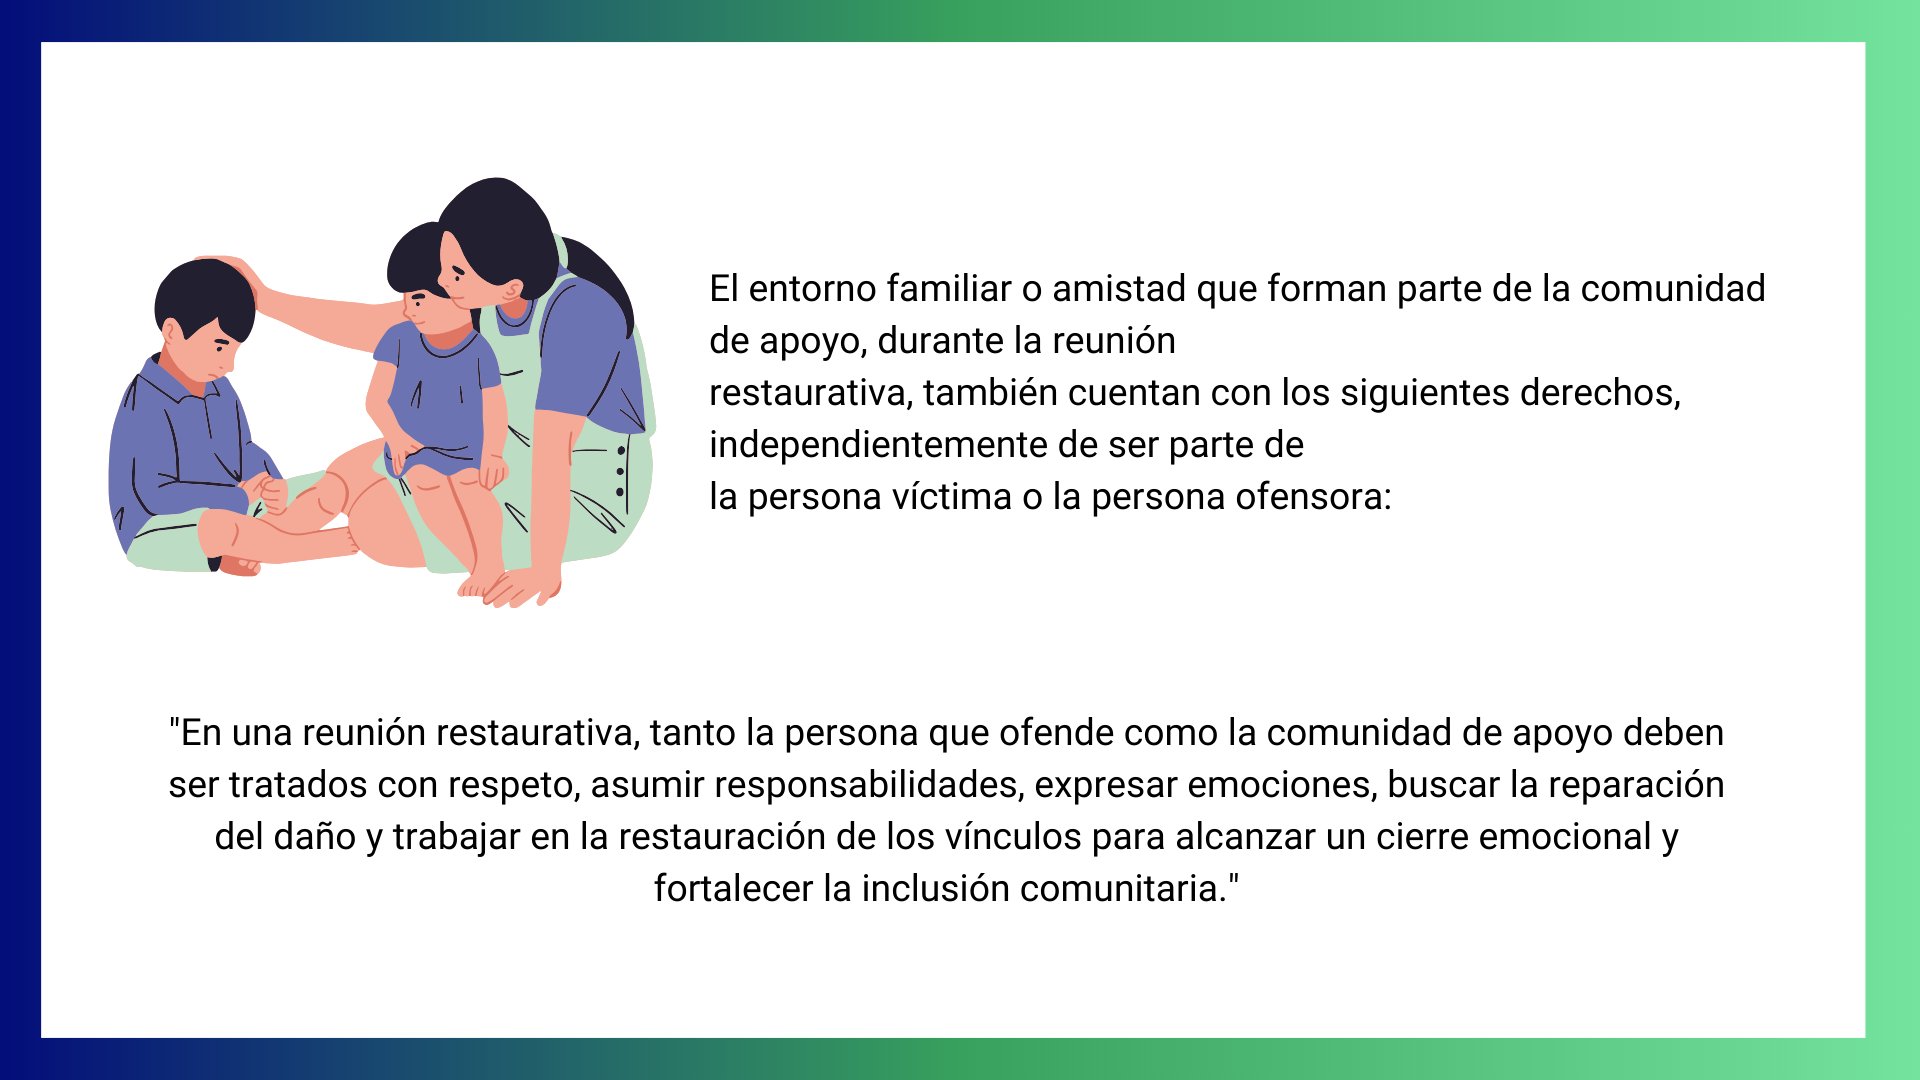 El entorno familiar o amistad que forman parte de la comunidad
de apoyo, durante la reunión
restaurativa, también cuentan con los siguientes derechos,
independientemente de ser parte de
la persona víctima o la persona ofensora:
"En una reunión restaurativa, tanto la persona que ofende como la comunidad de apoyo deben
ser tratados con respeto, asumir responsabilidades, expresar emociones, buscar la reparación
del daño y trabajar en la restauración de los vínculos para alcanzar un cierre emocional y
fortalecer la inclusión comunitaria."